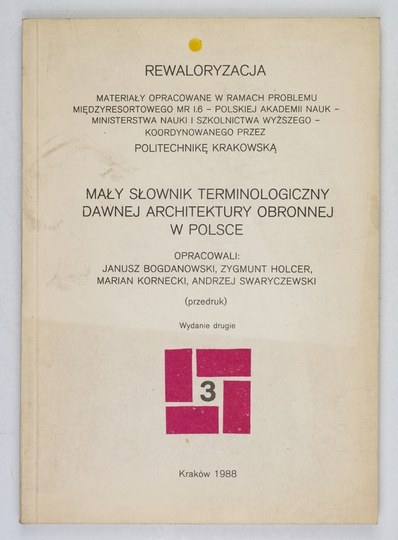 REWALORYZACJA
MATERIAŁY OPRACOWANE W RAMACH PROBLEMU
MIĘDZYRESORTOWEGO MR I.6 – POLSKIEJ AKADEMII NAUK –
MINISTERSTWA NAUKI I SZKOLNICTWA WYŻSZEGO –
KOORDYNOWANEGO PRZEZ
POLITECHNIKĘ KRAKOWSKĄ
MAŁY SŁOWNIK TERMINOLOGICZNY
DAWNEJ ARCHITEKTURY OBRONNEJ
W POLSCE
OPRACOWALI:
JANUSZ BOGDANOWSKI, ZYGMUNT HOLCER,
MARIAN KORNECKI, ANDRZEJ SWARYCZEWSKI
(przedruk)
Wydanie drugie
3
Kraków 1988